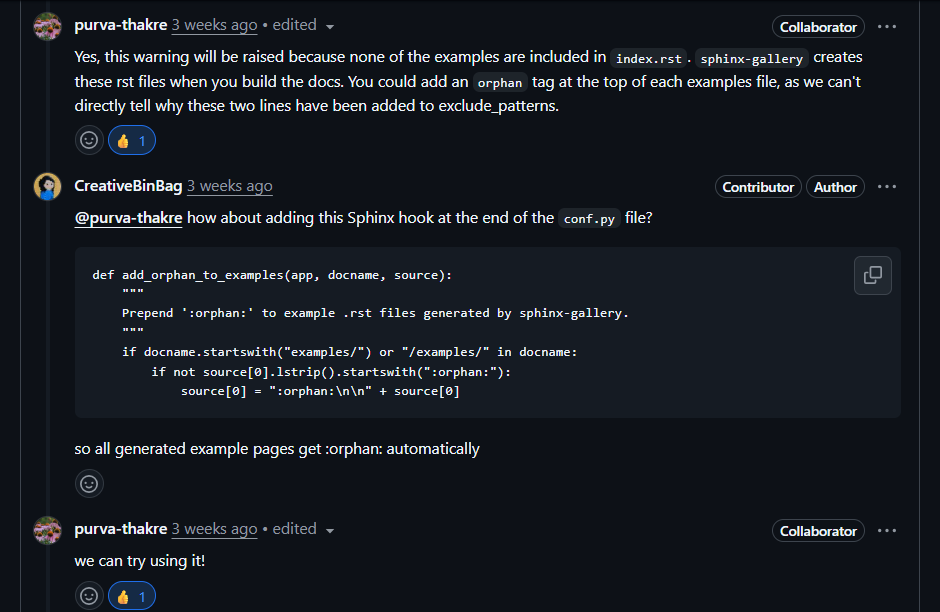 purva-thakre 3 weeks ago • edited
Collaborator
Yes, this warning will be raised because none of the examples are included in index.rst. sphinx-gallery creates
these rst files when you build the docs. You could add an orphan tag at the top of each examples file, as we can't
directly tell why these two lines have been added to exclude_patterns.
👍 1
CreativeBinBag 3 weeks ago
Contributor Author
@purva-thakre how about adding this Sphinx hook at the end of the conf.py file?
def add_orphan_to_examples(app, docname, source):
    """
    Prepend ':orphan:' to example .rst files generated by sphinx-gallery.
    """
    if docname.startswith("examples/") or "/examples/" in docname:
        if not source[0].lstrip().startswith(":orphan:"):
            source[0] = ":orphan:\n\n" + source[0]
so all generated example pages get :orphan: automatically
purva-thakre 3 weeks ago • edited
Collaborator
we can try using it!
👍 1